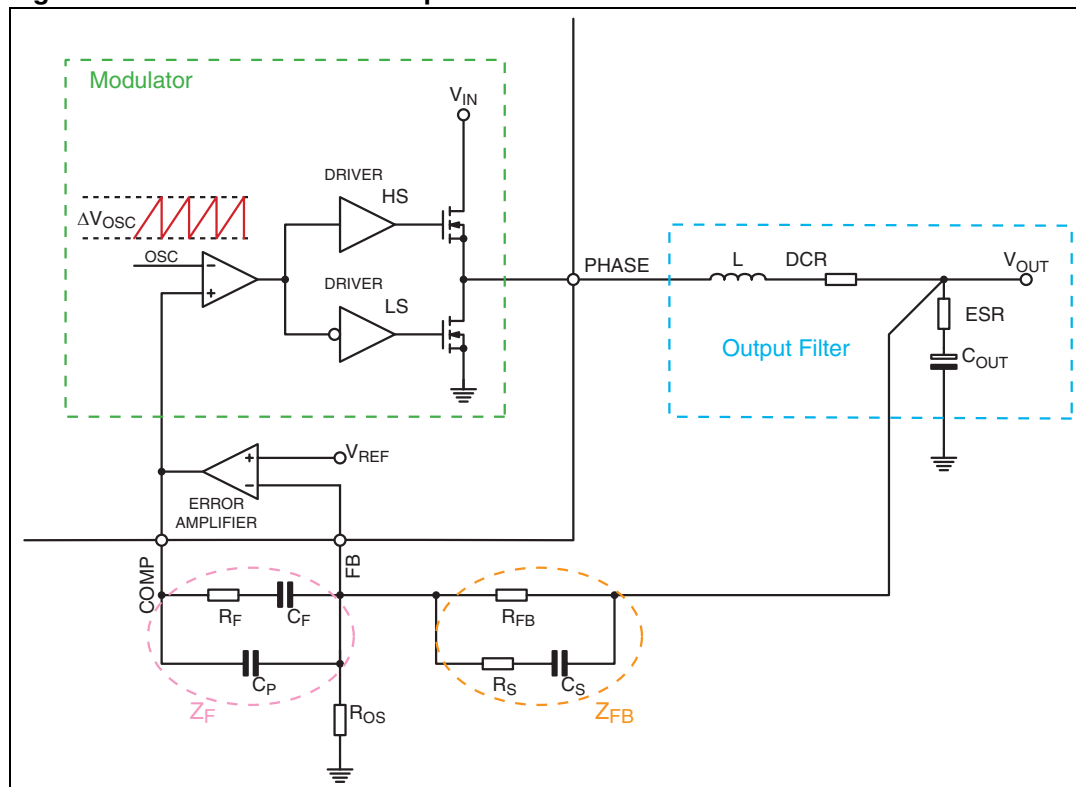 Modulator
VIN
DRIVER
HS
ΔVOSC
OSC
DRIVER
LS
PHASE
L
DCR
VOUT
ESR
COUT
Output Filter
VREF
ERROR
AMPLIFIER
COMP
FB
RF
CF
RFB
CP
RS
CS
ZF
ROS
ZFB